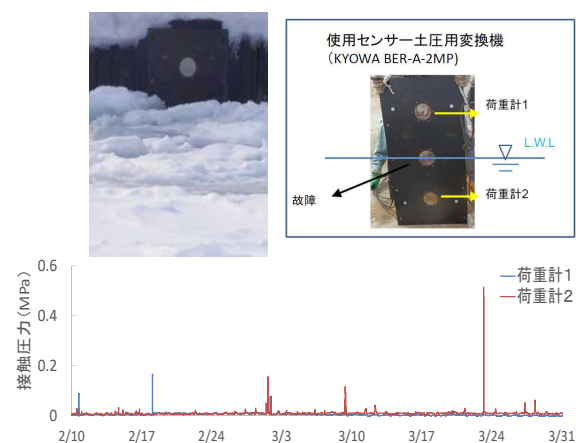 使用センサー土圧用変換機
(KYOWA BER-A-2MP)
荷重計1
L.W.L
荷重計2
故障
接触圧力(MPa)
0.6
0.4
0.2
0
荷重計1
荷重計2
2/10 2/17 2/24 3/3 3/10 3/17 3/24 3/31